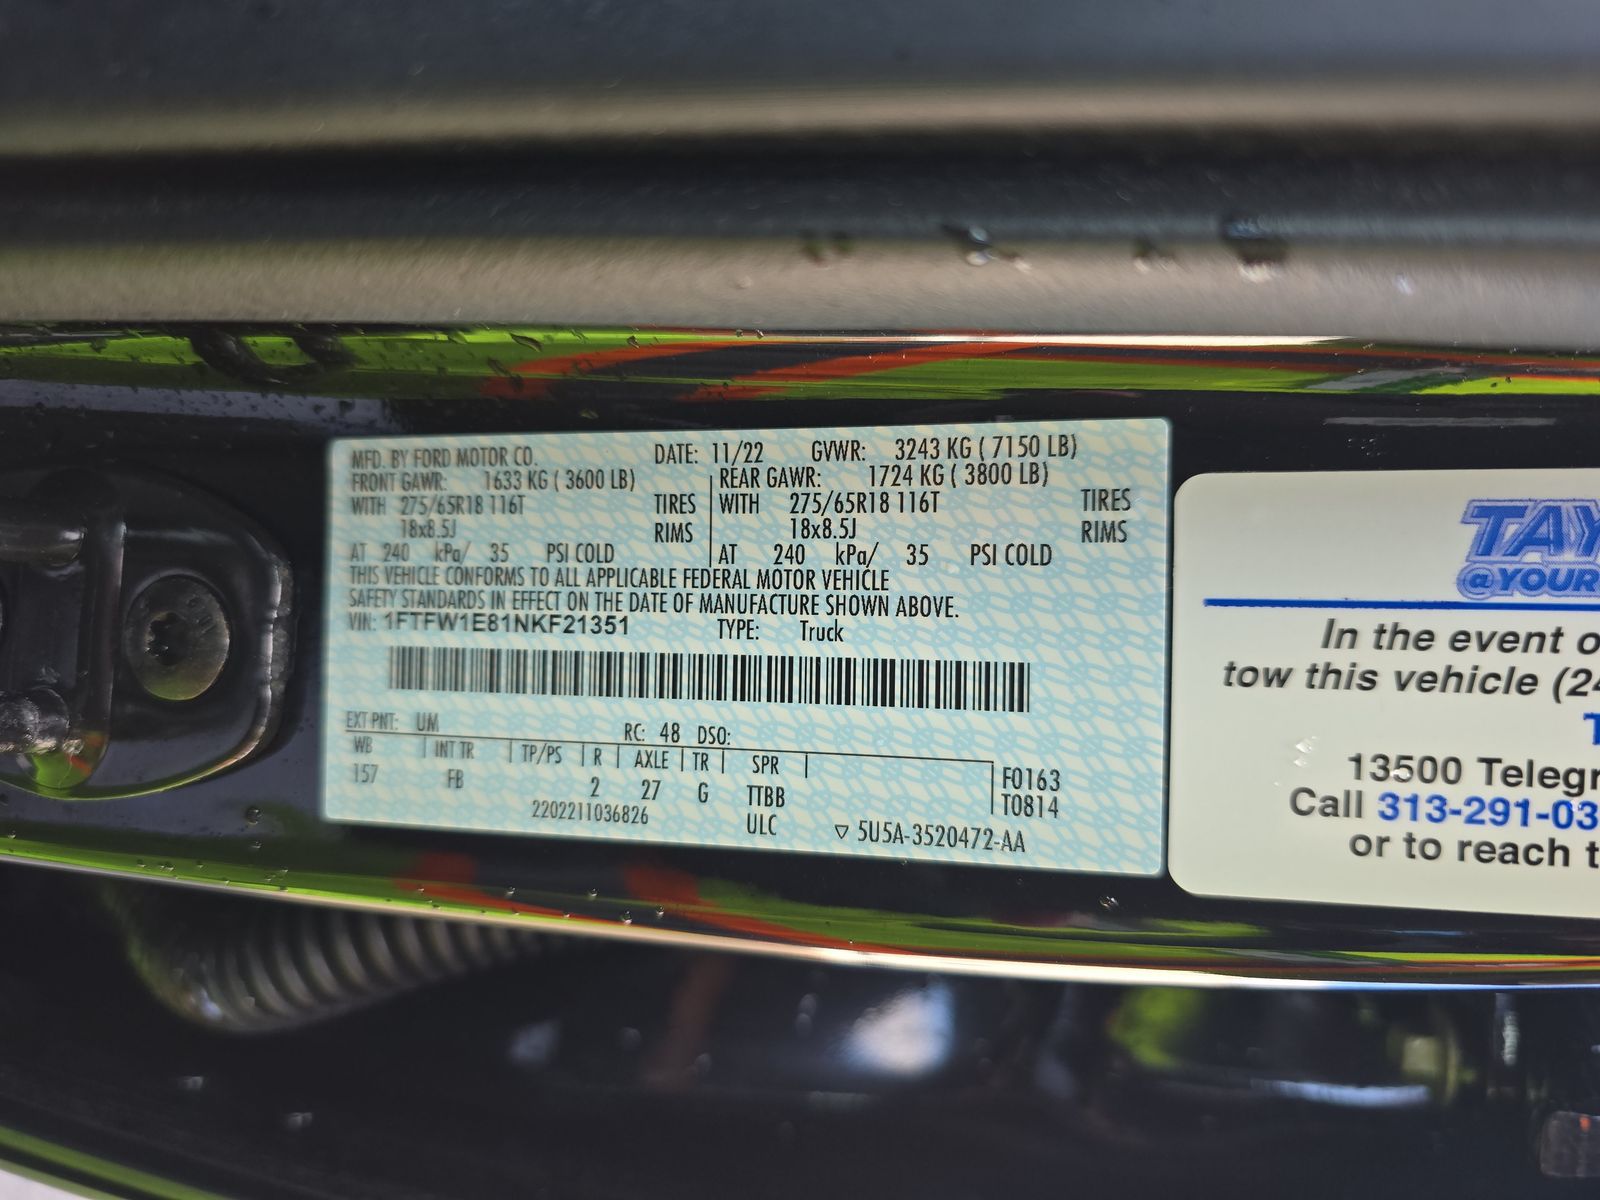 MFD. BY FORD MOTOR CO. DATE: 11/22 GVWR: 3243 KG ( 7150 LB)
FRONT GAWR: 1633 KG ( 3600 LB) REAR GAWR: 1724 KG ( 3800 LB)
WITH 275/65R18 116T TIRES WITH 275/65R18 116T TIRES
18x8.5J RIMS 18x8.5J RIMS
AT 240 kPa/ 35 PSI COLD AT 240 kPa/ 35 PSI COLD
THIS VEHICLE CONFORMS TO ALL APPLICABLE FEDERAL MOTOR VEHICLE
SAFETY STANDARDS IN EFFECT ON THE DATE OF MANUFACTURE SHOWN ABOVE.
VIN: 1FTFW1E81NKF21351 TYPE: Truck
EXT PNT: UM RC: 48 DSO:
WB INT TR TP/PS R AXLE TR SPR
157 FB 2 27 G TTBB F0163
2202211036826 ULC T0814
▽ 5U5A-3520472-AA
TAY
@YOUR
In the event o
tow this vehicle (24
T
13500 Telegr
Call 313-291-03
or to reach t